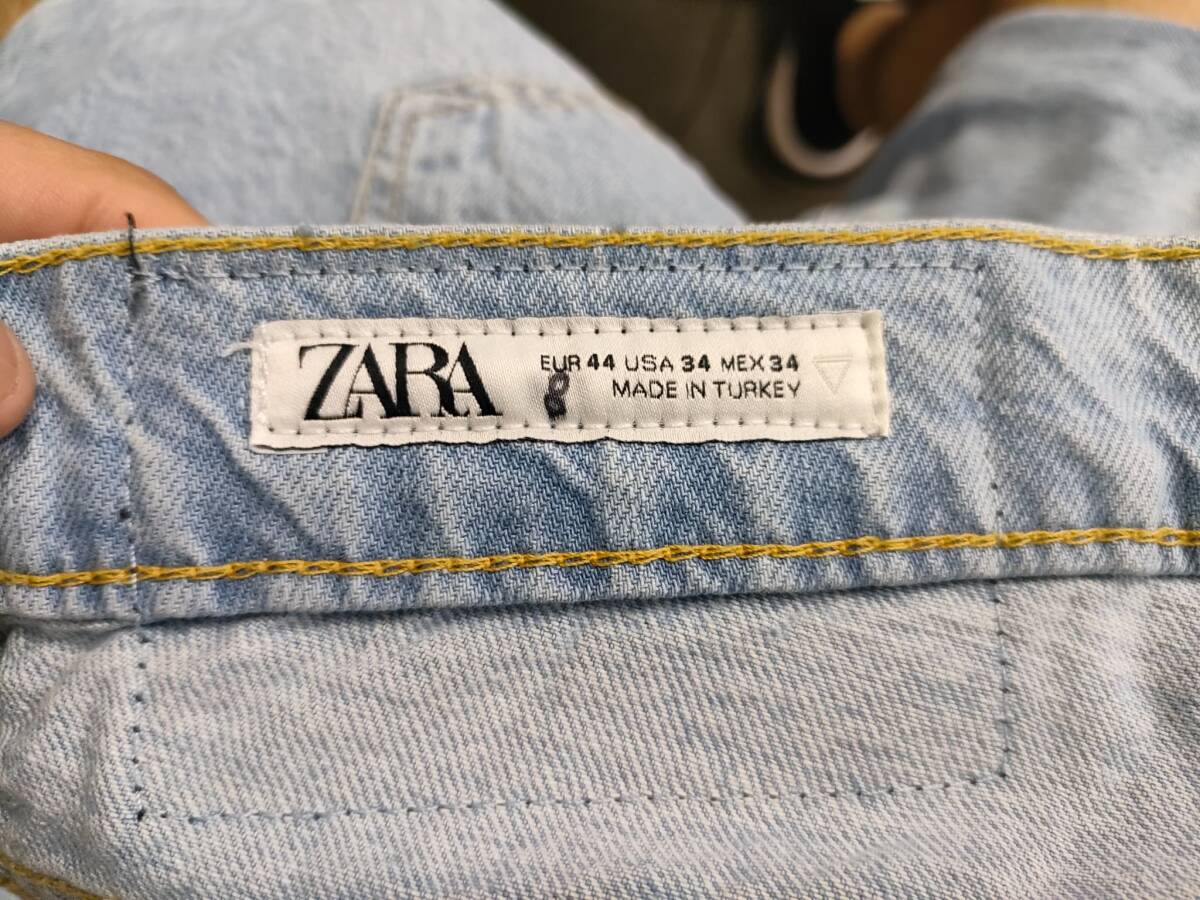 ZARA
EUR 44 USA 34 MEX 34
MADE IN TURKEY
8